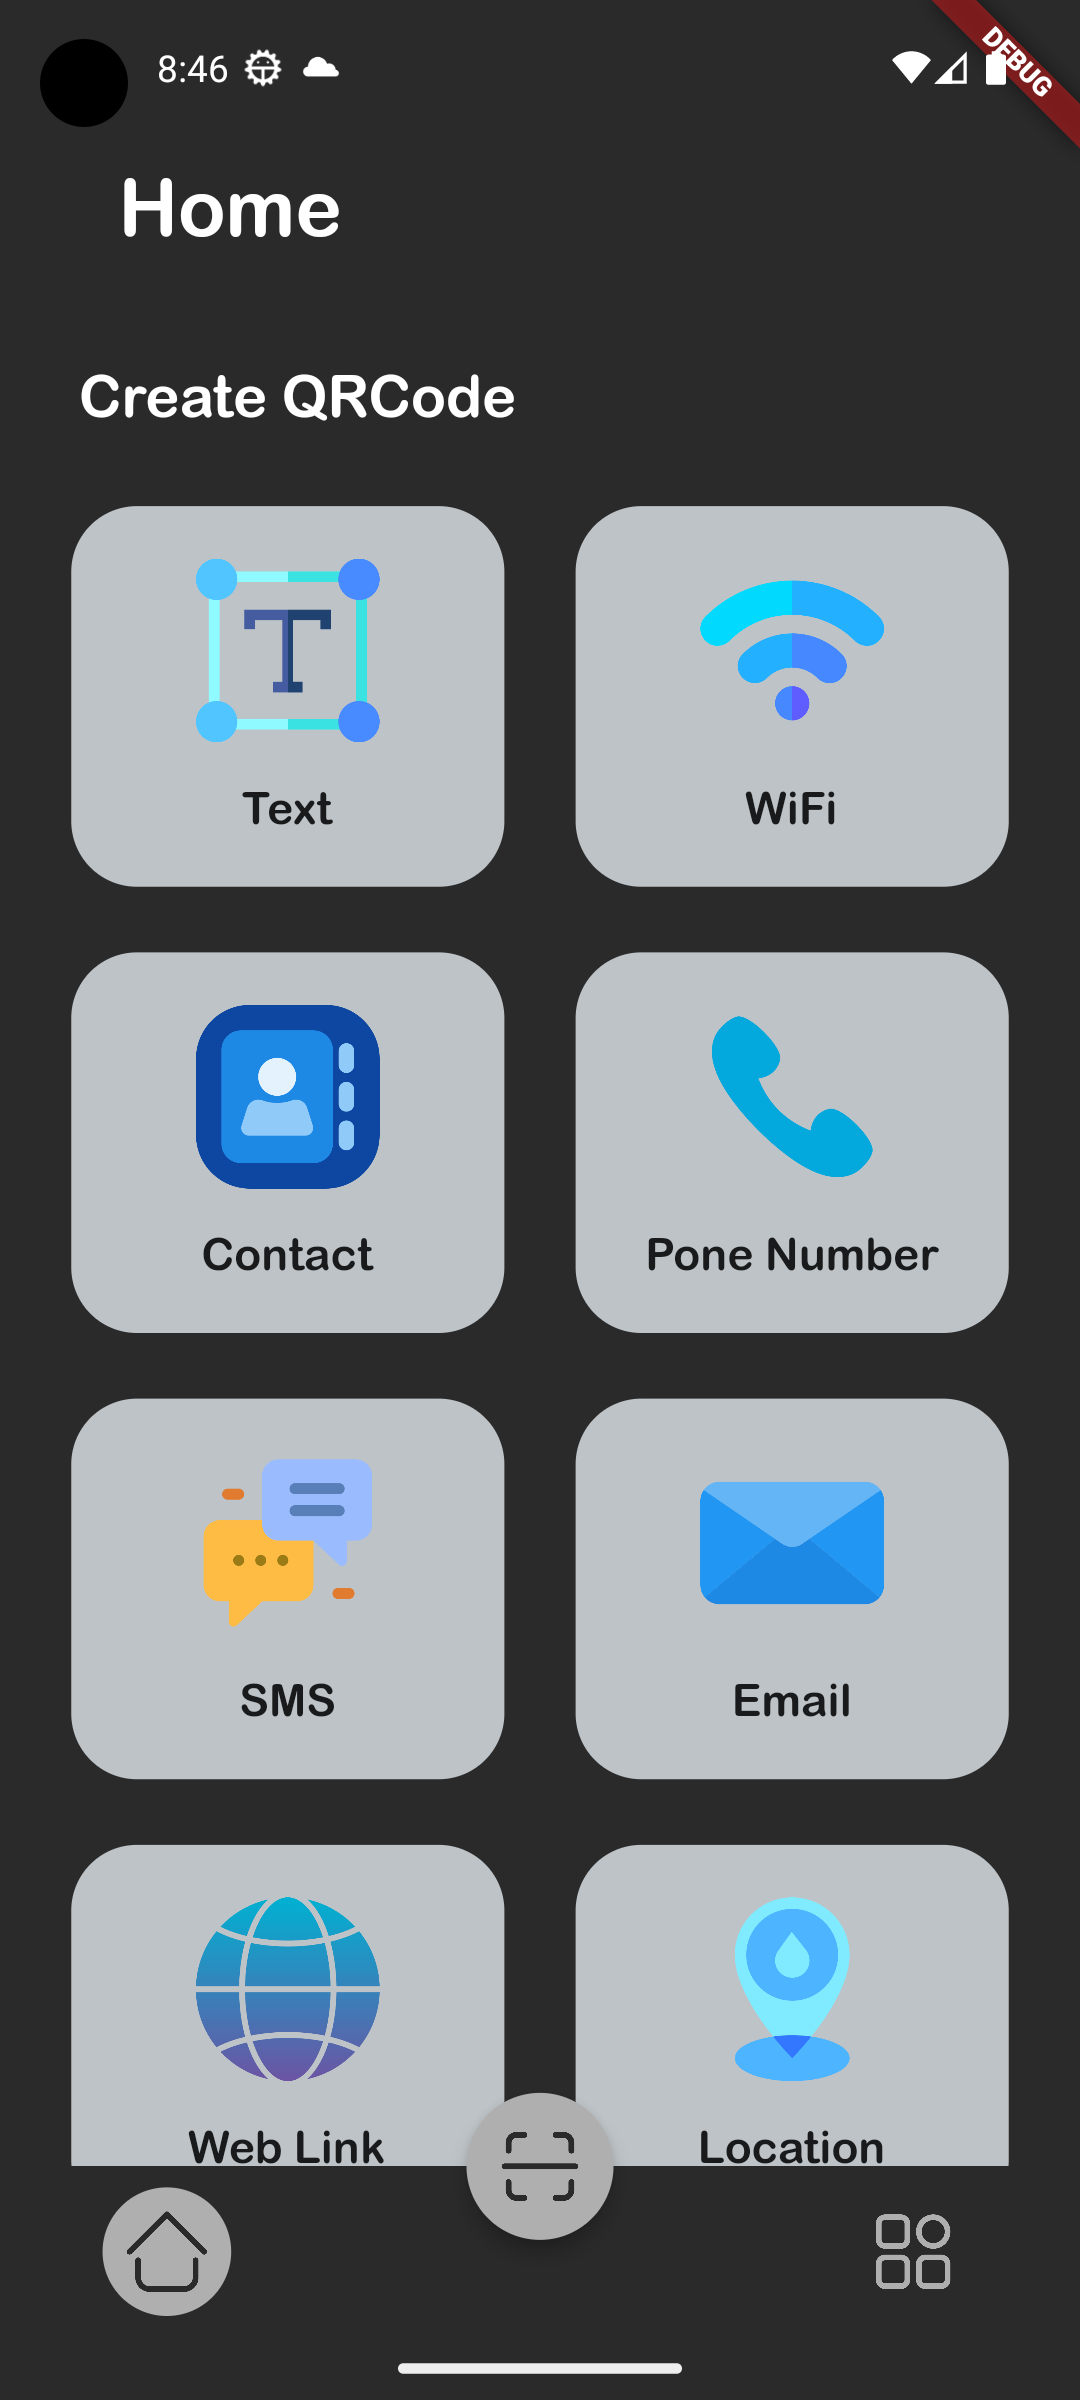 8:46
DEBUG
Home
Create QRCode
Text
WiFi
Contact
Pone Number
SMS
Email
Web Link
Location